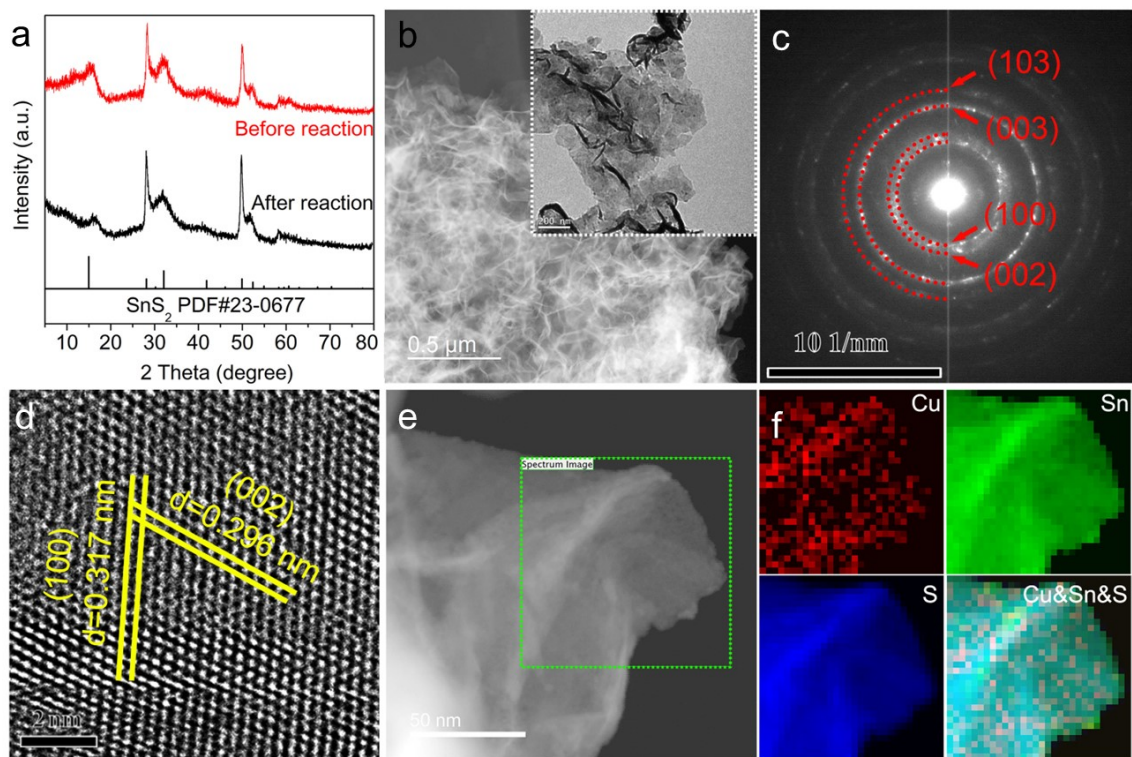 a
Intensity (a.u.)
Before reaction
After reaction
SnS2 PDF#23-0677
10 20 30 40 50 60 70 80
2 Theta (degree)
b
200 nm
0.5 µm
c
(103)
(003)
(100)
(002)
10 1/nm
d
(100)
d=0.317 nm
(002)
d=0.296 nm
2 nm
e
Spectrum Image
50 nm
f
Cu
Sn
S
Cu&Sn&S